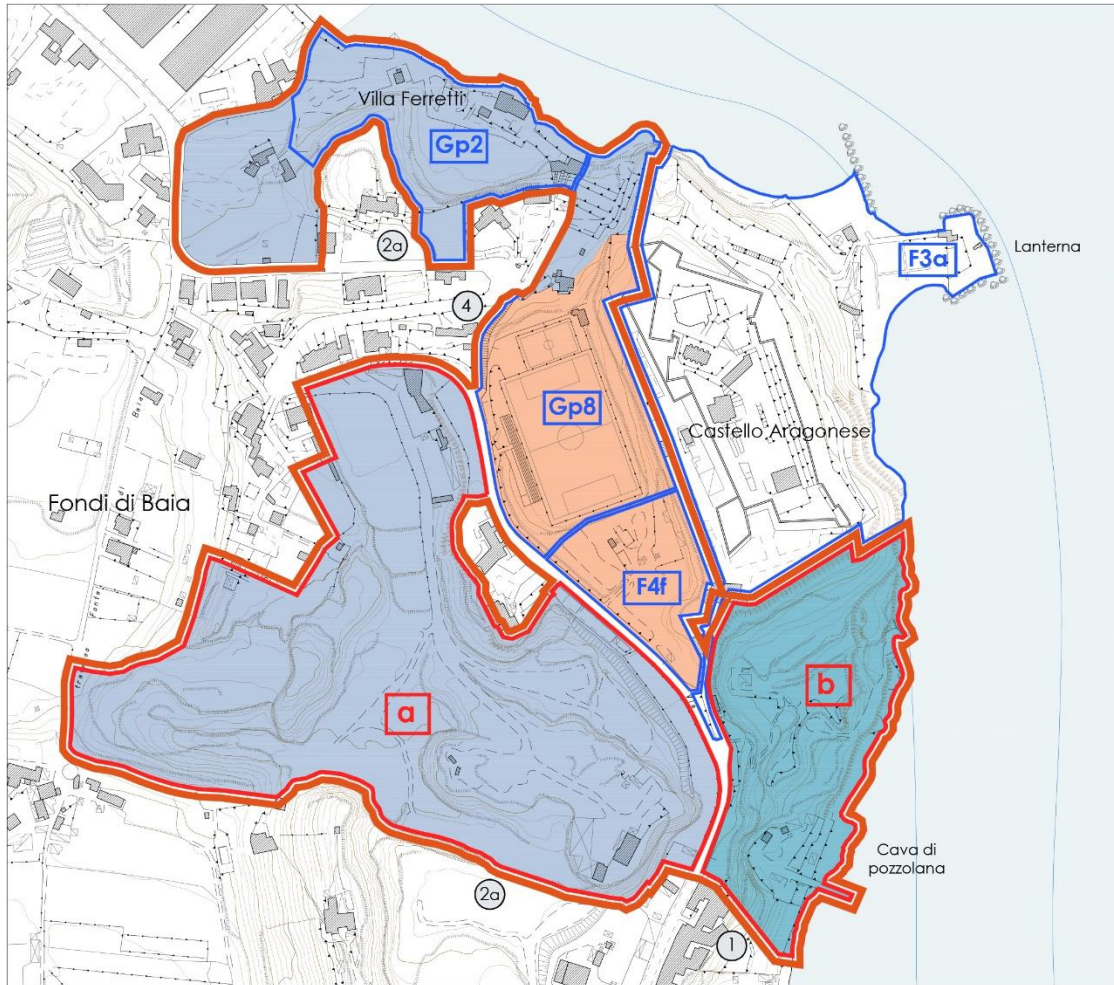 Villa Ferretti
Gp2
2a
F3a
Lanterna
4
Gp8
Castello Aragonese
Fondi di Baia
F4f
b
a
Cava di
pozzolana
2a
1